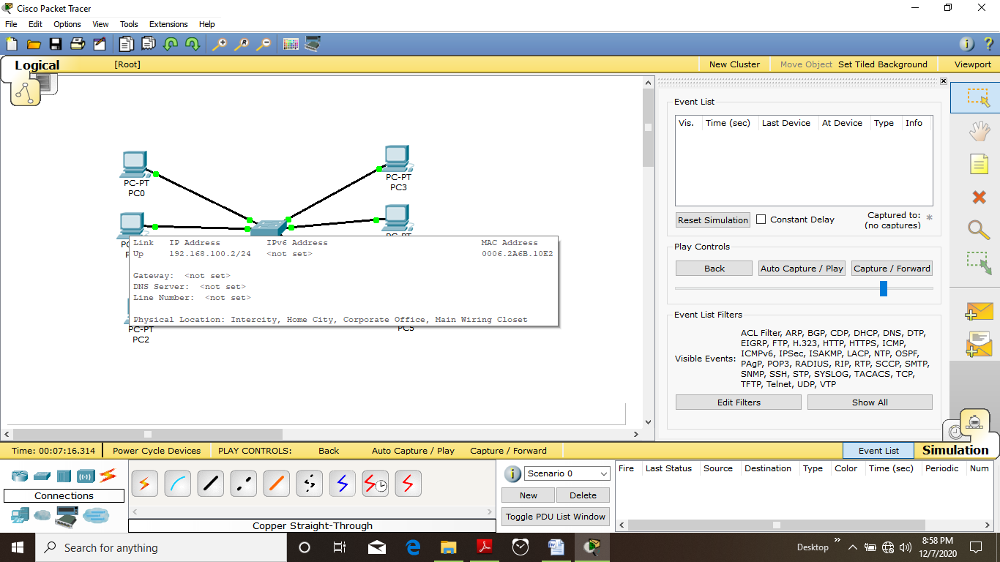 Cisco Packet Tracer
File Edit Options View Tools Extensions Help
Logical [Root] New Cluster Move Object Set Tiled Background Viewport
PC-PT
PC0
PC-PT
PC3
PC-PT
Link IP Address IPv6 Address MAC Address
Up 192.168.100.2/24 <not set> 0006.2A6B.10E2
Gateway: <not set>
DNS Server: <not set>
Line Number: <not set>
Physical Location: Intercity, Home City, Corporate Office, Main Wiring Closet
PC-PT
PC2
PC5
Event List
Vis. Time (sec) Last Device At Device Type Info
Reset Simulation Constant Delay Captured to: *
(no captures)
Play Controls
Back Auto Capture / Play Capture / Forward
Event List Filters
Visible Events:
ACL Filter, ARP, BGP, CDP, DHCP, DNS, DTP,
EIGRP, FTP, H.323, HTTP, HTTPS, ICMP,
ICMPv6, IPSec, ISAKMP, LACP, NTP, OSPF,
PAgP, POP3, RADIUS, RIP, RTP, SCCP, SMTP,
SNMP, SSH, STP, SYSLOG, TACACS, TCP,
TFTP, Telnet, UDP, VTP
Edit Filters Show All
Time: 00:07:16.314 Power Cycle Devices PLAY CONTROLS: Back Auto Capture / Play Capture / Forward Event List Simulation
Connections
Copper Straight-Through
Scenario 0
New Delete
Toggle PDU List Window
Fire Last Status Source Destination Type Color Time (sec) Periodic Num
Search for anything
Desktop
8:58 PM
12/7/2020